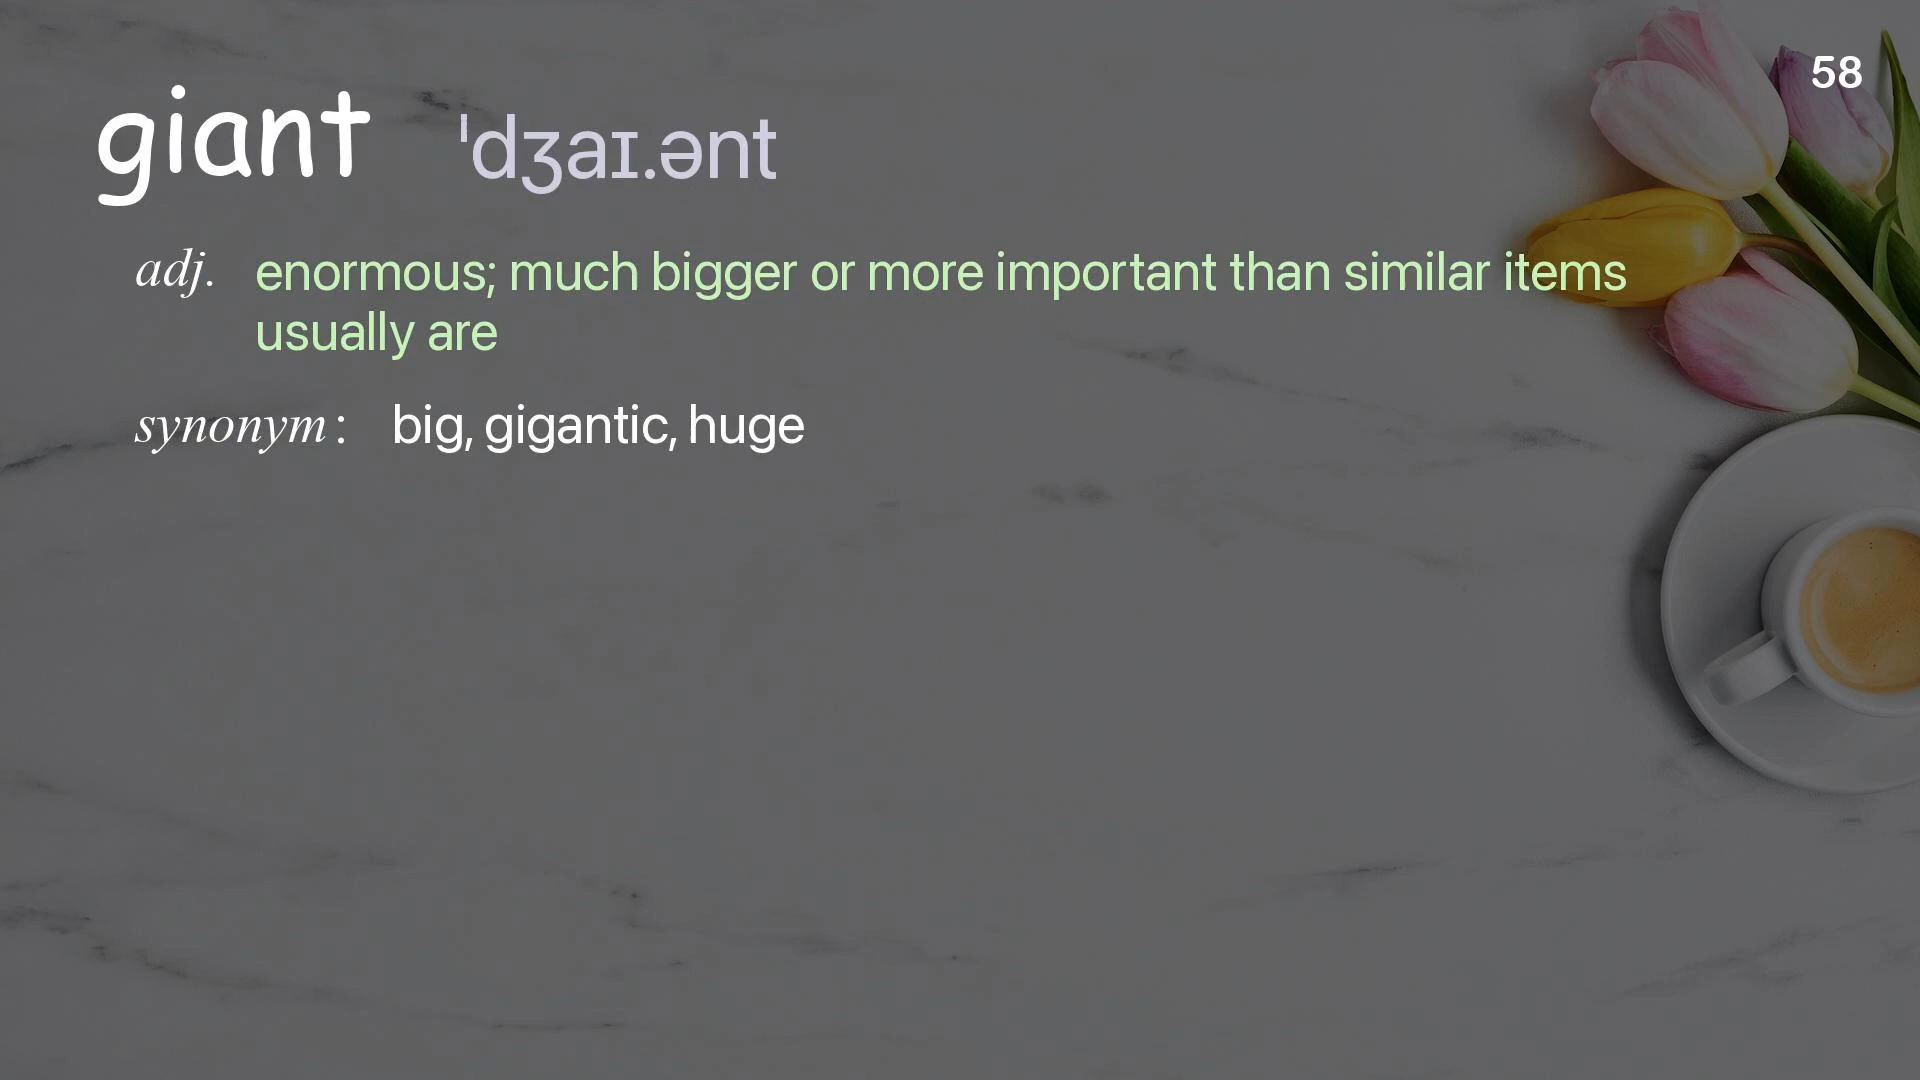 58
giant ˈdʒaɪ.ənt
adj. enormous; much bigger or more important than similar items
usually are
synonym: big, gigantic, huge